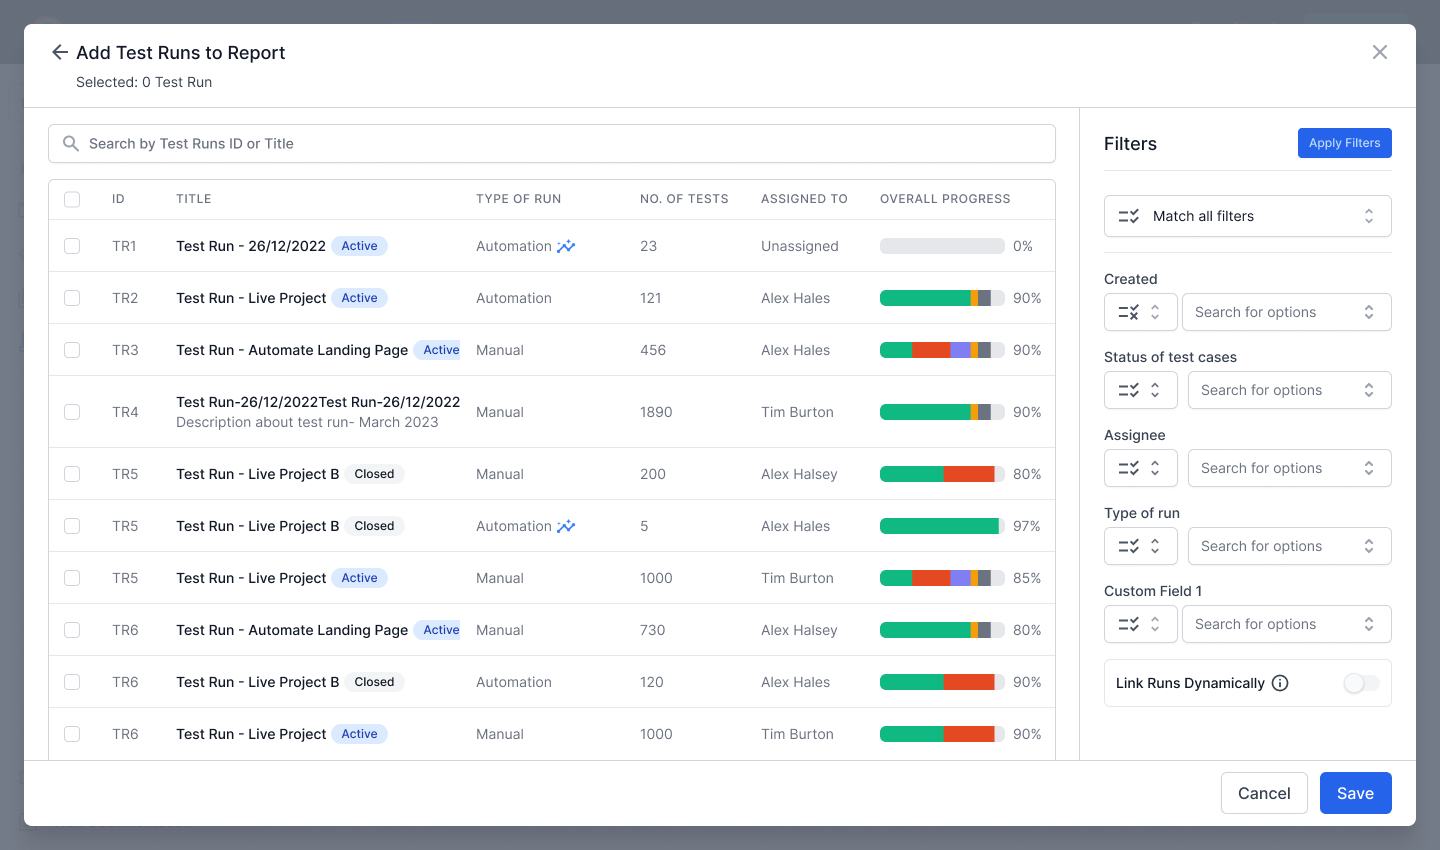 Add Test Runs to Report
Selected: 0 Test Run
Search by Test Runs ID or Title
ID TITLE TYPE OF RUN NO. OF TESTS ASSIGNED TO OVERALL PROGRESS
TR1 Test Run - 26/12/2022 Active Automation 23 Unassigned 0%
TR2 Test Run - Live Project Active Automation 121 Alex Hales 90%
TR3 Test Run - Automate Landing Page Active Manual 456 Alex Hales 90%
TR4 Test Run-26/12/2022Test Run-26/12/2022 Manual 1890 Tim Burton 90%
Description about test run- March 2023
TR5 Test Run - Live Project B Closed Manual 200 Alex Halsey 80%
TR5 Test Run - Live Project B Closed Automation 5 Alex Hales 97%
TR5 Test Run - Live Project Active Manual 1000 Tim Burton 85%
TR6 Test Run - Automate Landing Page Active Manual 730 Alex Halsey 80%
TR6 Test Run - Live Project B Closed Automation 120 Alex Hales 90%
TR6 Test Run - Live Project Active Manual 1000 Tim Burton 90%
Filters
Apply Filters
Match all filters
Created
Search for options
Status of test cases
Search for options
Assignee
Search for options
Type of run
Search for options
Custom Field 1
Search for options
Link Runs Dynamically
Cancel Save